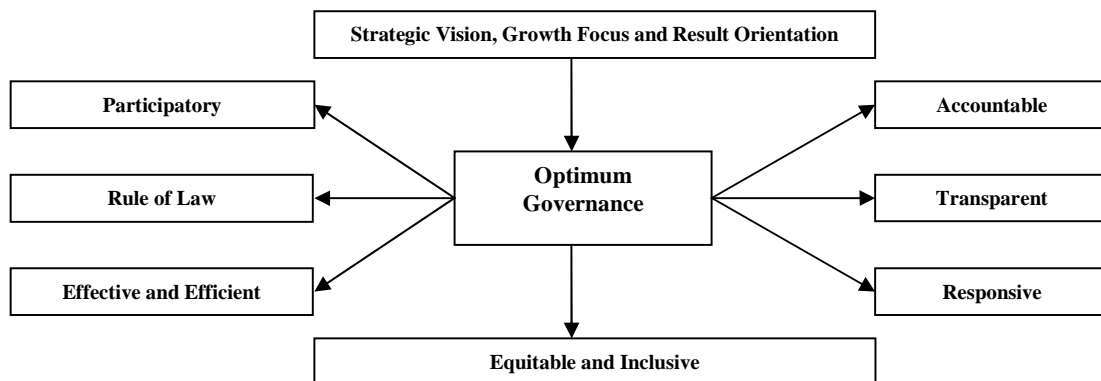 Strategic Vision, Growth Focus and Result Orientation
Participatory
Accountable
Optimum
Governance
Rule of Law
Transparent
Effective and Efficient
Responsive
Equitable and Inclusive